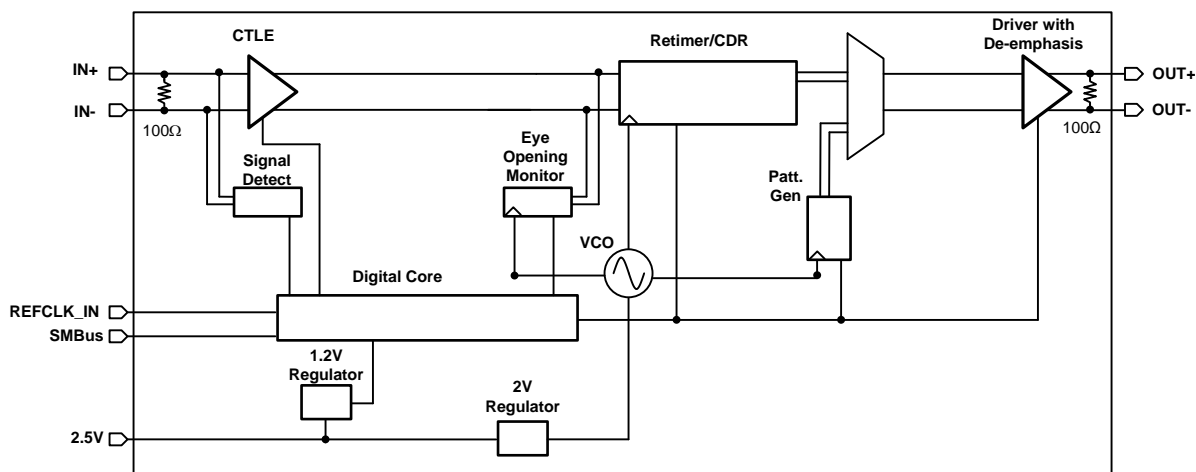 CTLE
Retimer/CDR
Driver with
De-emphasis
IN+
IN-
100Ω
OUT+
OUT-
100Ω
Signal
Detect
Eye
Opening
Monitor
Patt.
Gen
VCO
Digital Core
REFCLK_IN
SMBus
1.2V
Regulator
2V
Regulator
2.5V